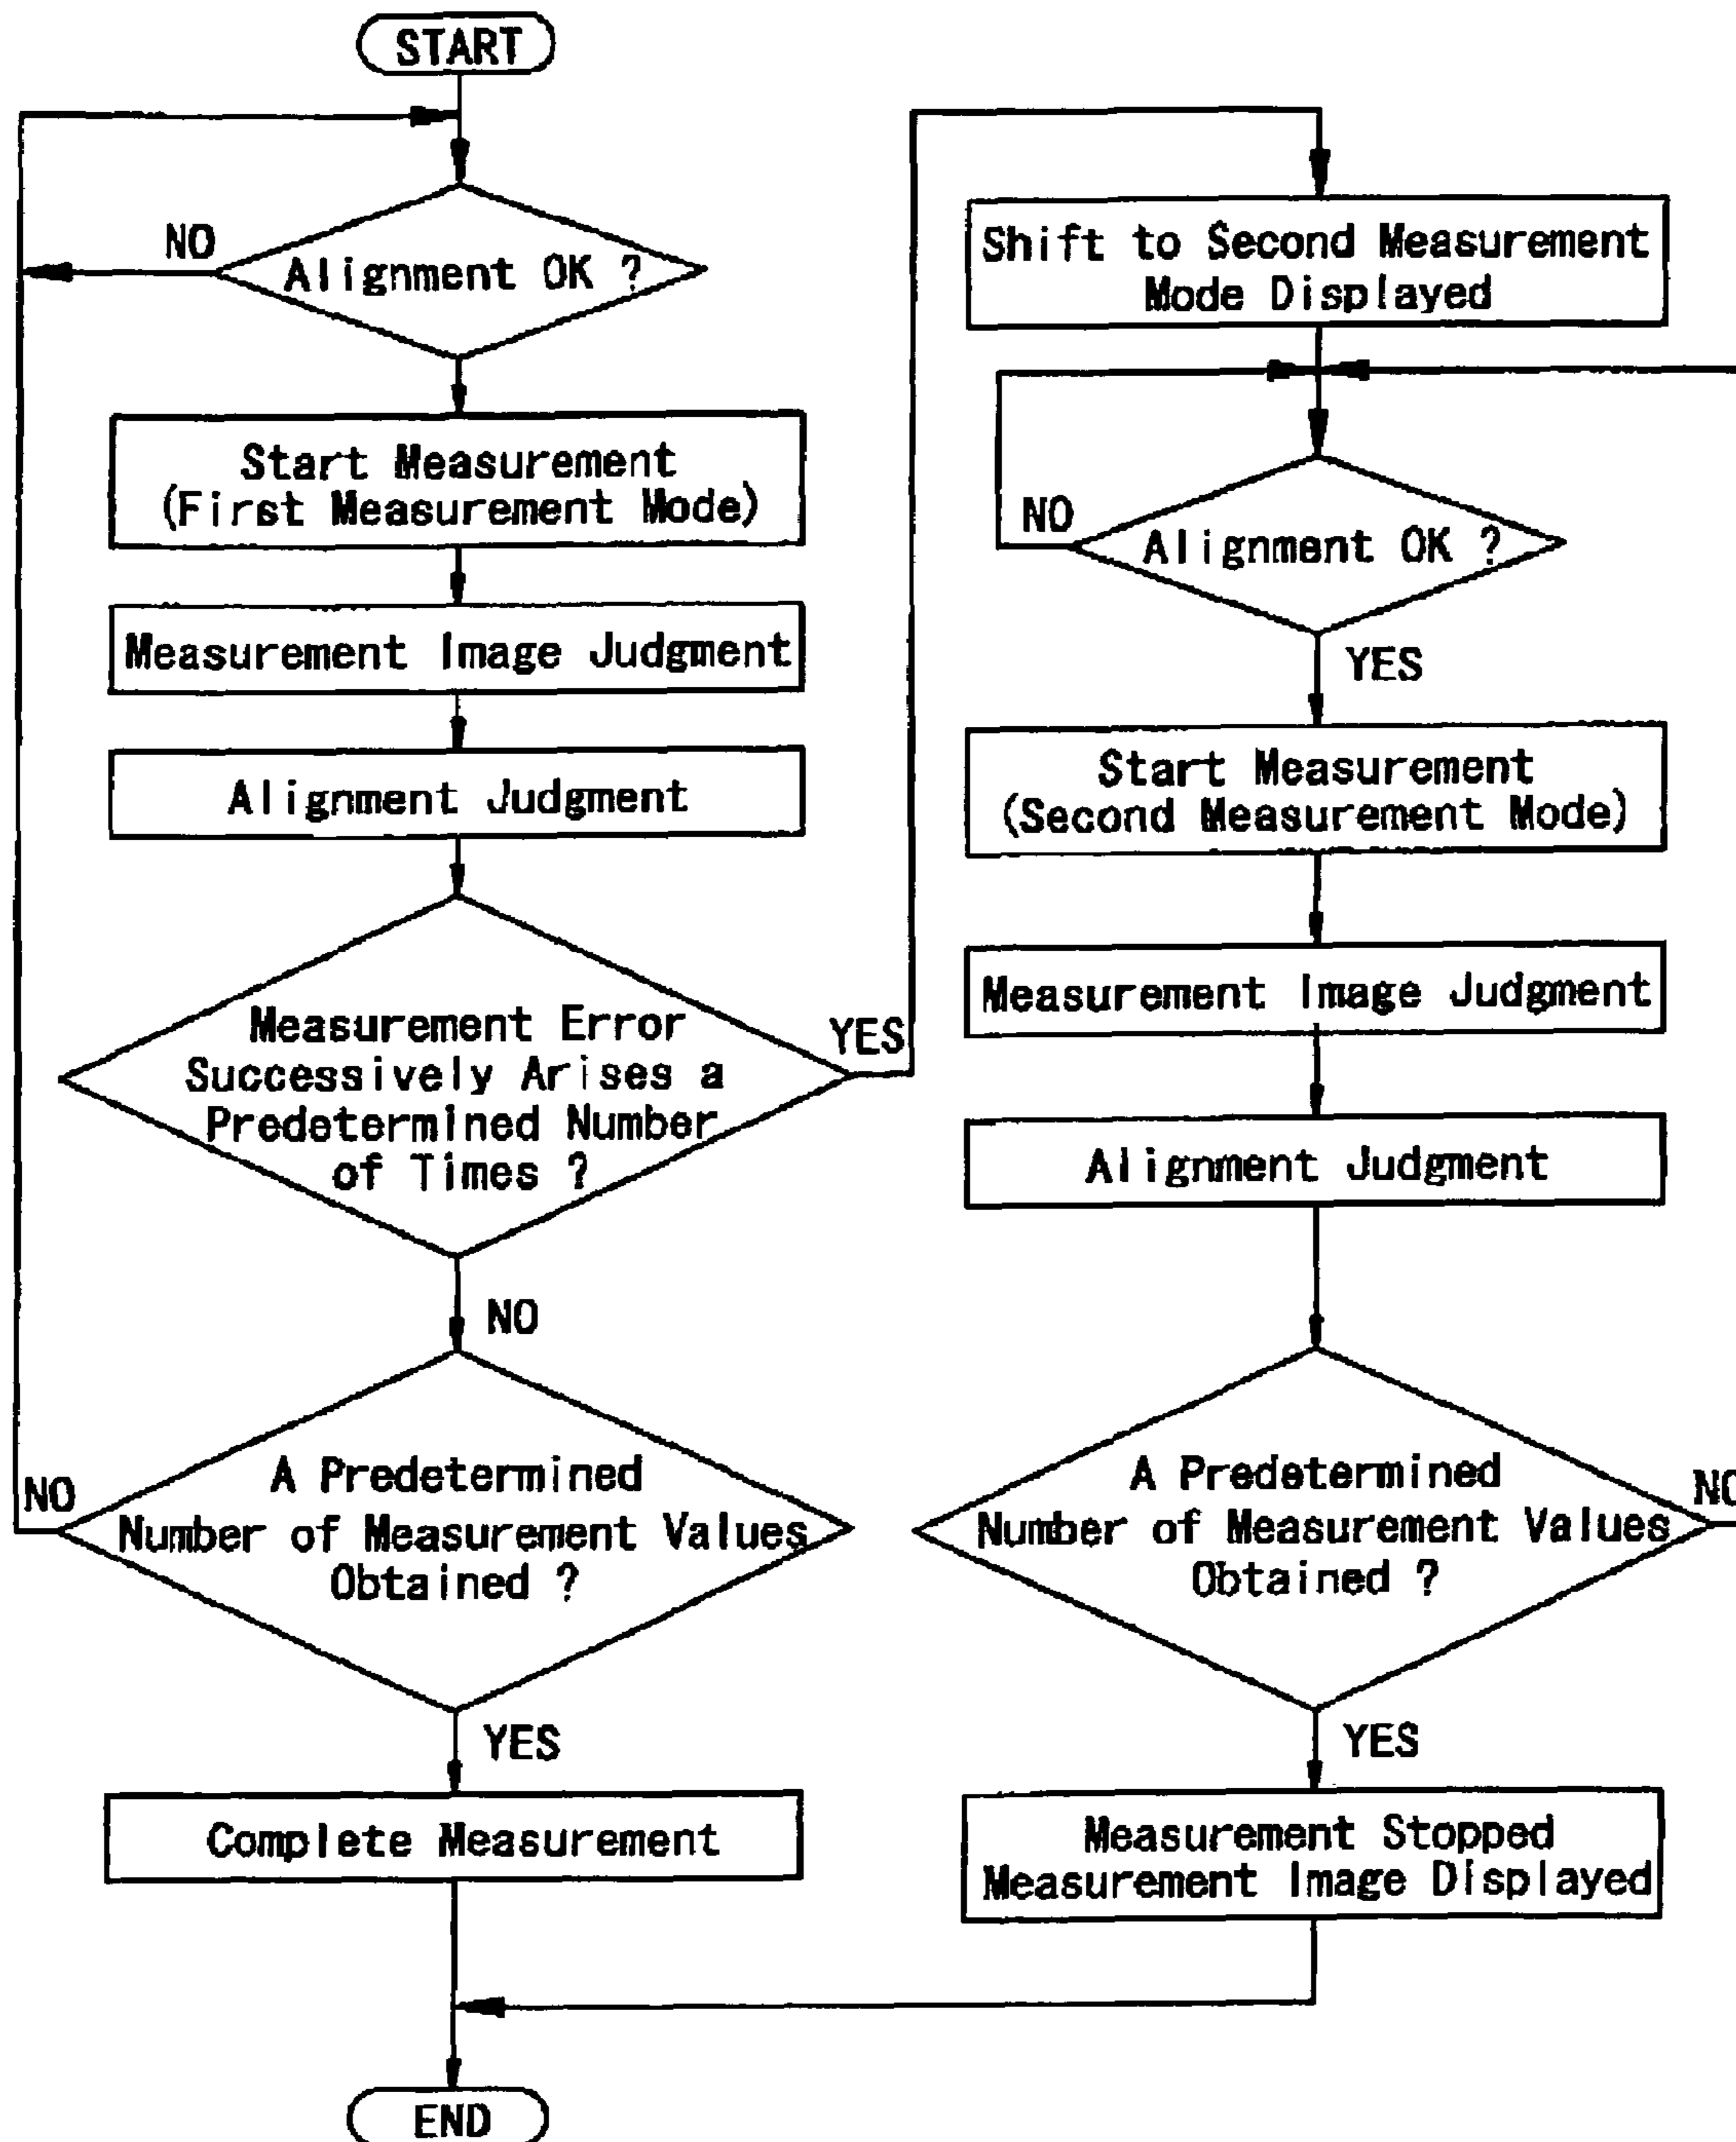 START
NO
Alignment OK ?
Start Measurement
(First Measurement Mode)
Measurement Image Judgment
Alignment Judgment
Measurement Error
Successively Arises a
Predetermined Number
of Times ?
YES
NO
A Predetermined
Number of Measurement Values
Obtained ?
NO
YES
Complete Measurement
END
Shift to Second Measurement
Mode Displayed
NO
Alignment OK ?
YES
Start Measurement
(Second Measurement Mode)
Measurement Image Judgment
Alignment Judgment
A Predetermined
Number of Measurement Values
Obtained ?
NO
YES
Measurement Stopped
Measurement Image Displayed